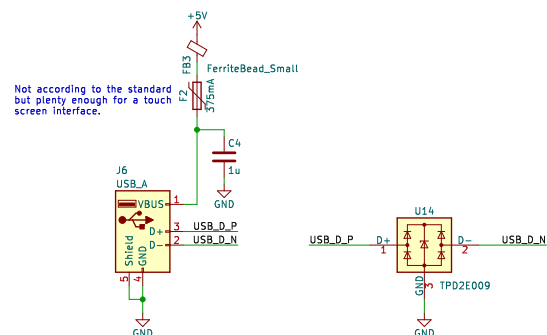 +5V
FB3
FerriteBead_Small
F2
375mA
Not according to the standard
but plenty enough for a touch
screen interface.
C4
1u
GND
J6
USB_A
VBUS
1
D+
3
USB_D_P
D-
2
USB_D_N
Shield
GND
5
4
GND
U14
USB_D_P
D+
1
D-
2
USB_D_N
GND
3
TPD2E009
GND